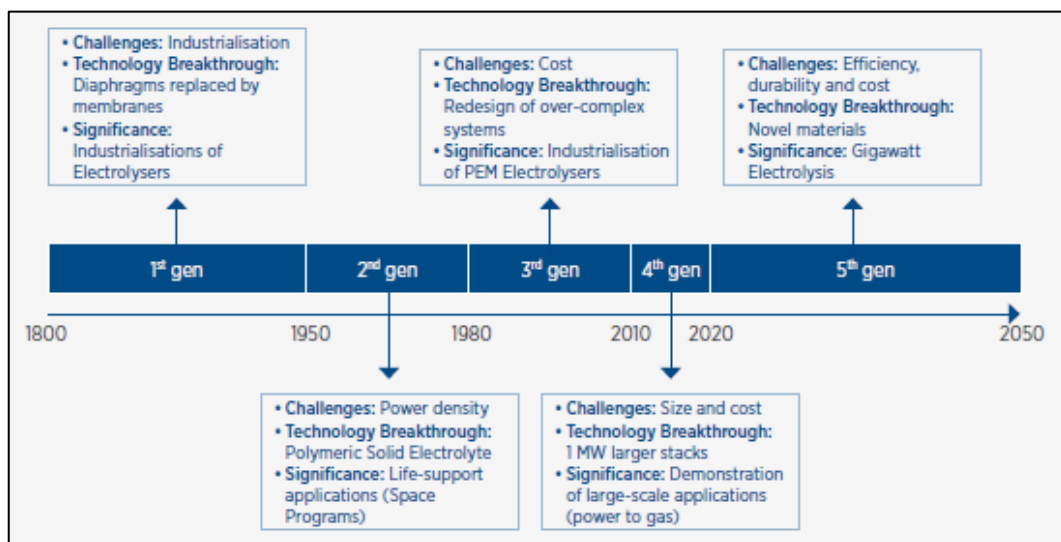 • Challenges: Industrialisation
• Technology Breakthrough:
Diaphragms replaced by
membranes
• Significance:
Industrialisations of
Electrolysers
• Challenges: Cost
• Technology Breakthrough:
Redesign of over-complex
systems
• Significance: Industrialisation
of PEM Electrolysers
• Challenges: Efficiency,
durability and cost
• Technology Breakthrough:
Novel materials
• Significance: Gigawatt
Electrolysis
1st gen
2nd gen
3rd gen
4th gen
5th gen
1800
1950
1980
2010
2020
2050
• Challenges: Power density
• Technology Breakthrough:
Polymeric Solid Electrolyte
• Significance: Life-support
applications (Space
Programs)
• Challenges: Size and cost
• Technology Breakthrough:
1 MW larger stacks
• Significance: Demonstration
of large-scale applications
(power to gas)